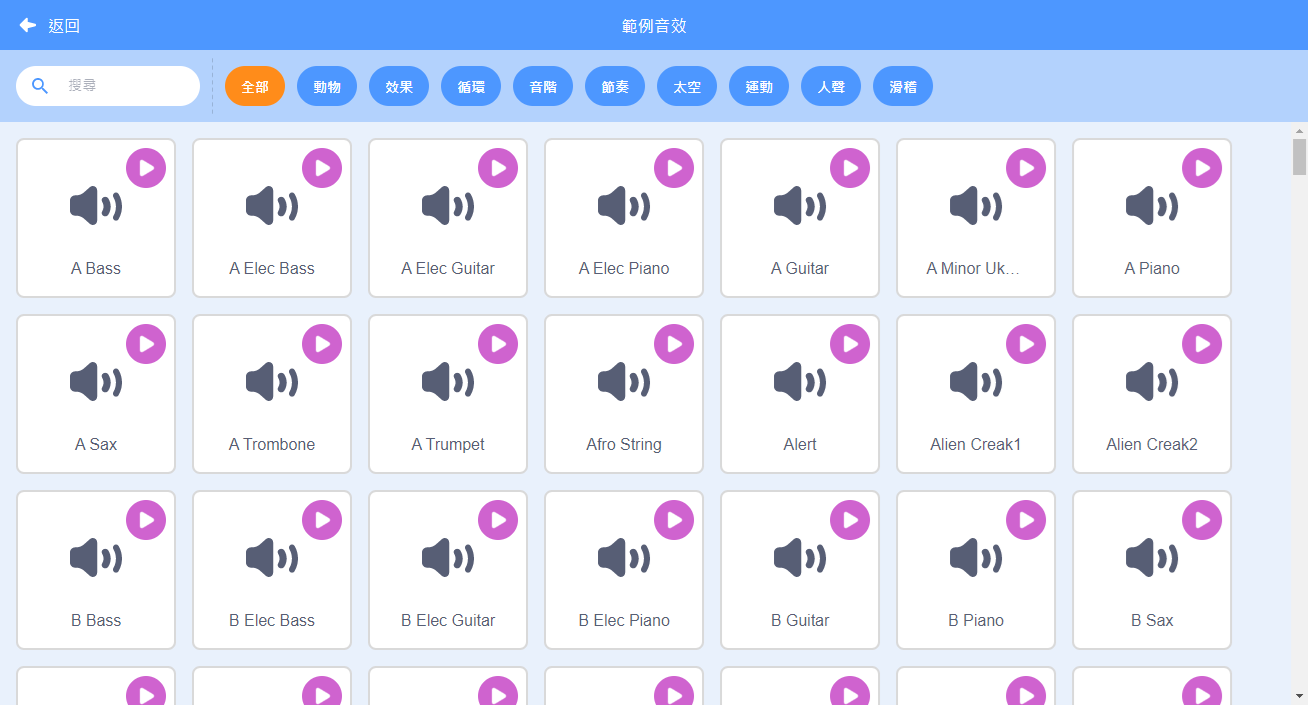 返回
範例音效
搜尋
全部 動物 效果 循環 音階 節奏 太空 運動 人聲 滑稽
A Bass A Elec Bass A Elec Guitar A Elec Piano A Guitar A Minor Uk... A Piano
A Sax A Trombone A Trumpet Afro String Alert Alien Creak1 Alien Creak2
B Bass B Elec Bass B Elec Guitar B Elec Piano B Guitar B Piano B Sax